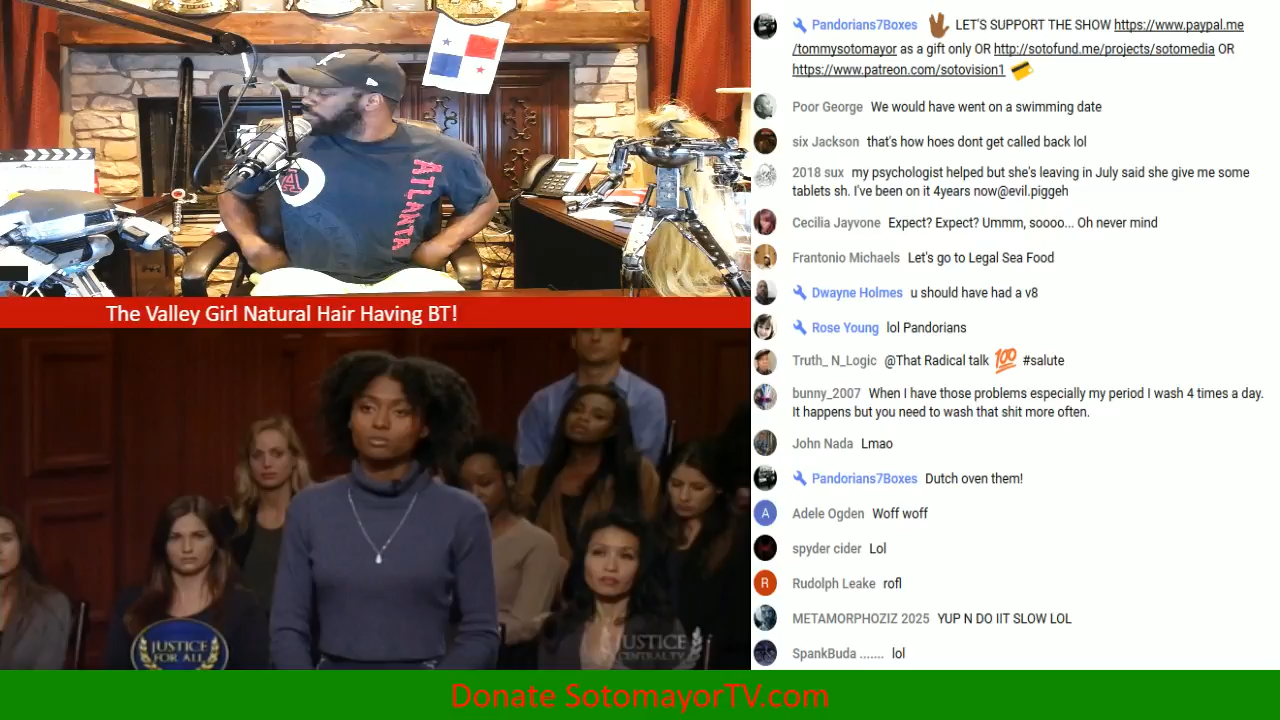 ATLANTA
A
The Valley Girl Natural Hair Having BT!
JUSTICE
FOR ALL
JUSTICE
CENTRAL.TV
Pandorians7Boxes LET'S SUPPORT THE SHOW https://www.paypal.me
/tommysotomayor as a gift only OR http://sotofund.me/projects/sotomedia OR
https://www.patreon.com/sotovision1
Poor George We would have went on a swimming date
six Jackson that's how hoes dont get called back lol
2018 sux my psychologist helped but she's leaving in July said she give me some
tablets sh. I've been on it 4years now@evil.piggeh
Cecilia Jayvone Expect? Expect? Ummm, soooo... Oh never mind
Frantonio Michaels Let's go to Legal Sea Food
Dwayne Holmes u should have had a v8
Rose Young lol Pandorians
Truth_ N_Logic @That Radical talk 💯 #salute
bunny_2007 When I have those problems especially my period I wash 4 times a day.
It happens but you need to wash that shit more often.
John Nada Lmao
Pandorians7Boxes Dutch oven them!
A Adele Ogden Woff woff
spyder cider Lol
R Rudolph Leake rofl
METAMORPHOZIZ 2025 YUP N DO IIT SLOW LOL
SpankBuda ....... lol
Donate SotomayorTV.com